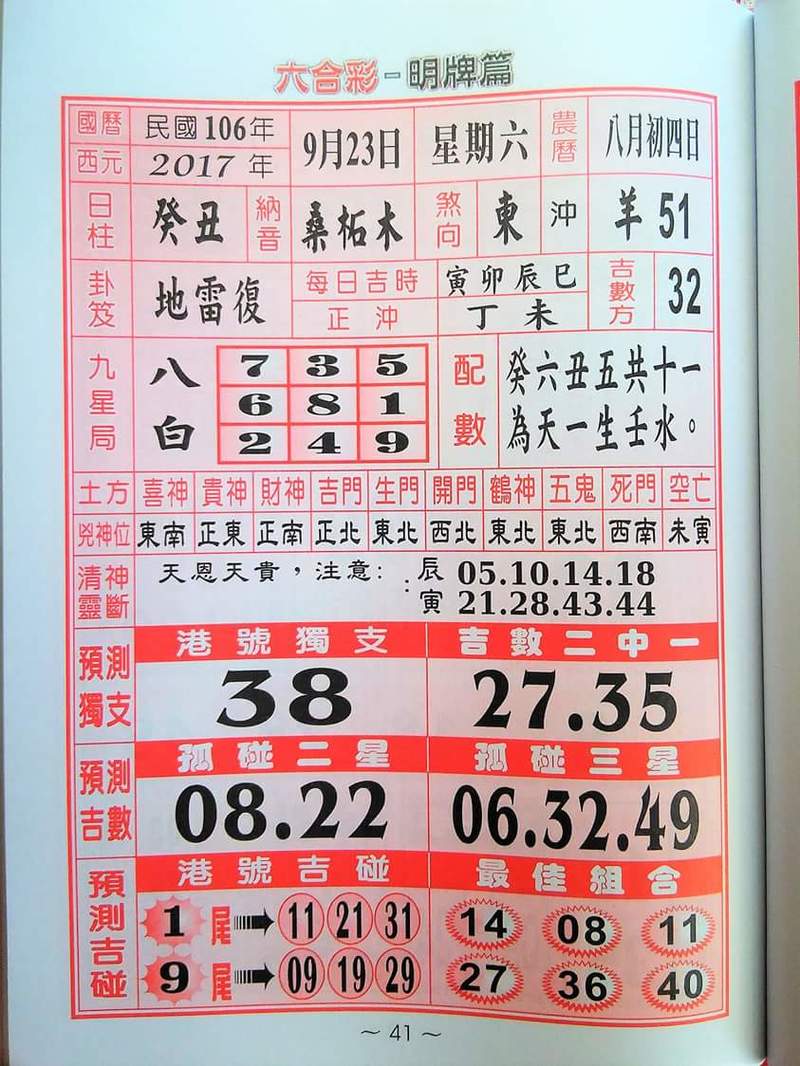 六合彩-明牌篇
國曆 民國106年 9月23日 星期六 農曆 八月初四日
西元 2017年
日柱 癸丑 納音 桑柘木 煞向 東 沖 羊 51
卦笈 地雷復 每日吉時 寅卯辰巳 吉數方 32
正沖 丁未
九星局 八白 7 3 5 配數 癸六丑五共十一
6 8 1 為天一生壬水。
2 4 9
土方 喜神 貴神 財神 吉門 生門 開門 鶴神 五鬼 死門 空亡
兇神位 東南 正東 正南 正北 東北 西北 東北 東北 西南 未寅
清神靈斷 天恩天貴，注意：: 辰 05.10.14.18
寅 21.28.43.44
預測獨支 港號獨支 吉數二中一
38 27.35
預測吉數 孤碰二星 孤碰三星
08.22 06.32.49
預測吉碰 港號吉碰 最佳組合
1尾 11 21 31 14 08 11
9尾 09 19 29 27 36 40
~ 41 ~